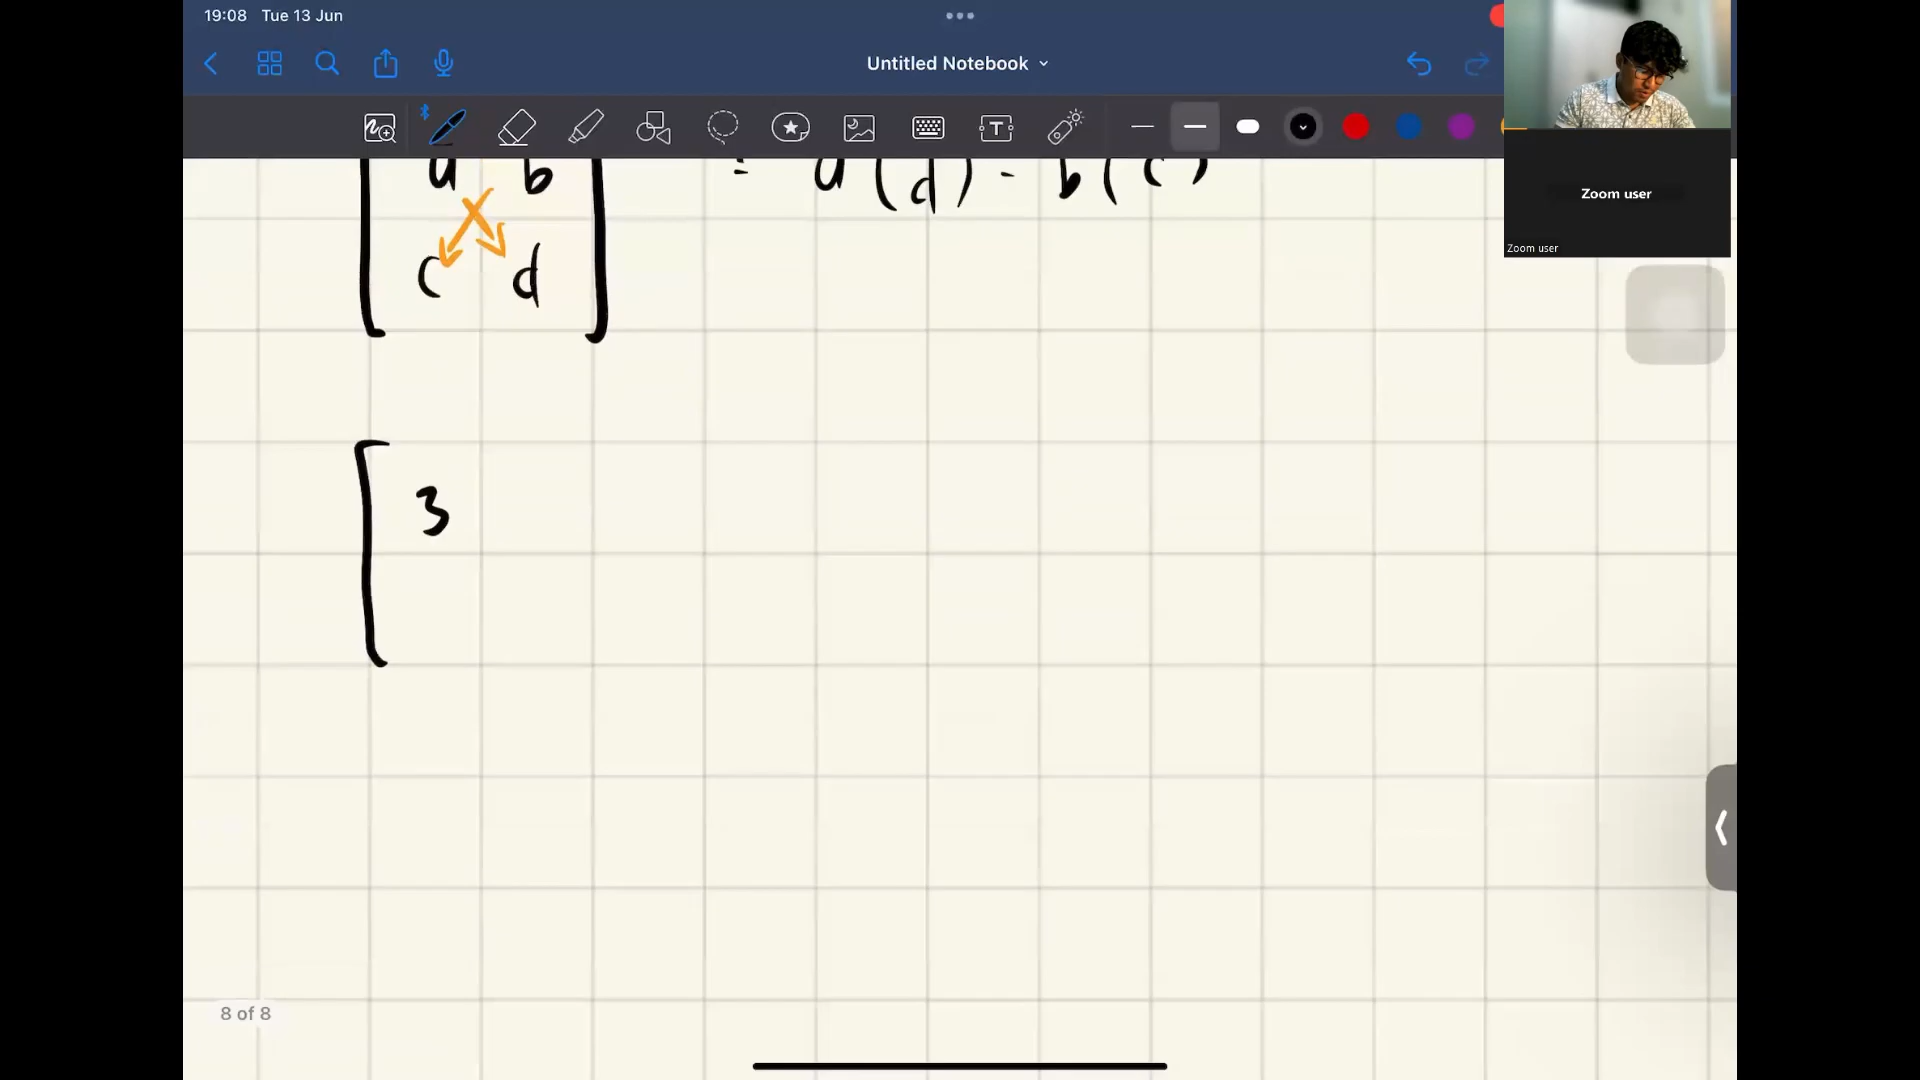 19:08 Tue 13 Jun
Untitled Notebook
T
a b = a(d) - b(c)
c d
3
Zoom user
Zoom user
8 of 8